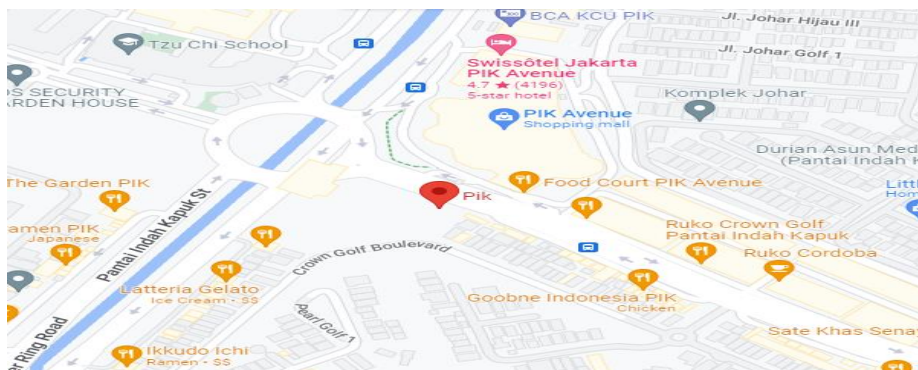 BCA KCU PIK
Jl. Johar Hijau III
Tzu Chi School
Jl. Johar Golf 1
Swissôtel Jakarta
PIK Avenue
4.7 ★ (4196)
5-star hotel
OS SECURITY
ARDEN HOUSE
Komplek Johar
PIK Avenue
Shopping mall
Durian Asun Med
(Pantai Indah K
The Garden PIK
Pik
Food Court PIK Avenue
Littl
Hom
amen PIK
Japanese
Pantai Indah Kapuk St
Ruko Crown Golf
Pantai Indah Kapuk
Crown Golf Boulevard
Ruko Cordoba
Latteria Gelato
Ice Cream • $$
Goobne Indonesia PIK
Chicken
Pearl Golf 1
er Ring Road
Sate Khas Sena
Ikkudo Ichi
Ramen • $$